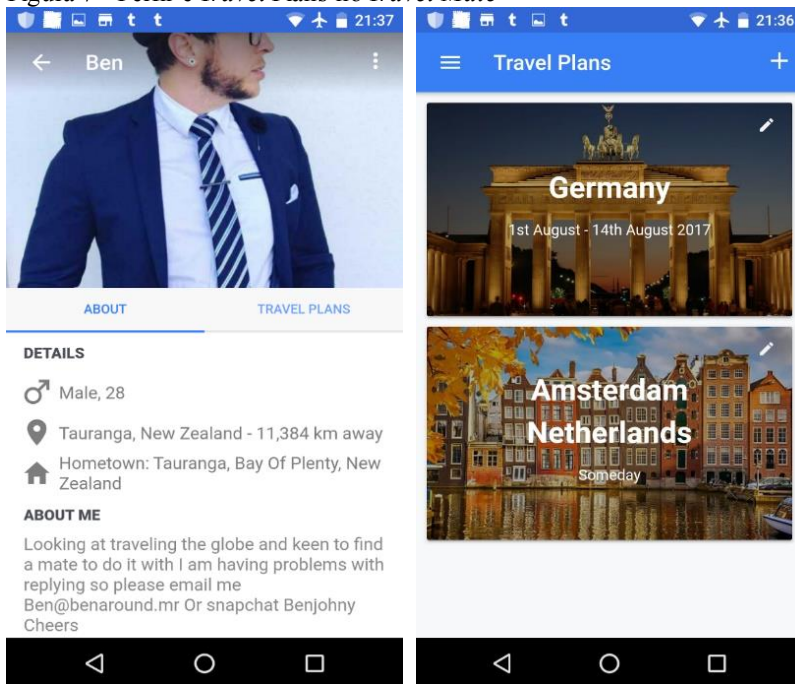 21:37
Ben
ABOUT TRAVEL PLANS
DETAILS
Male, 28
Tauranga, New Zealand - 11,384 km away
Hometown: Tauranga, Bay Of Plenty, New
Zealand
ABOUT ME
Looking at traveling the globe and keen to find
a mate to do it with I am having problems with
replying so please email me
Ben@benaround.mr Or snapchat Benjohny
Cheers
21:36
Travel Plans
Germany
1st August - 14th August 2017
Amsterdam
Netherlands
Someday